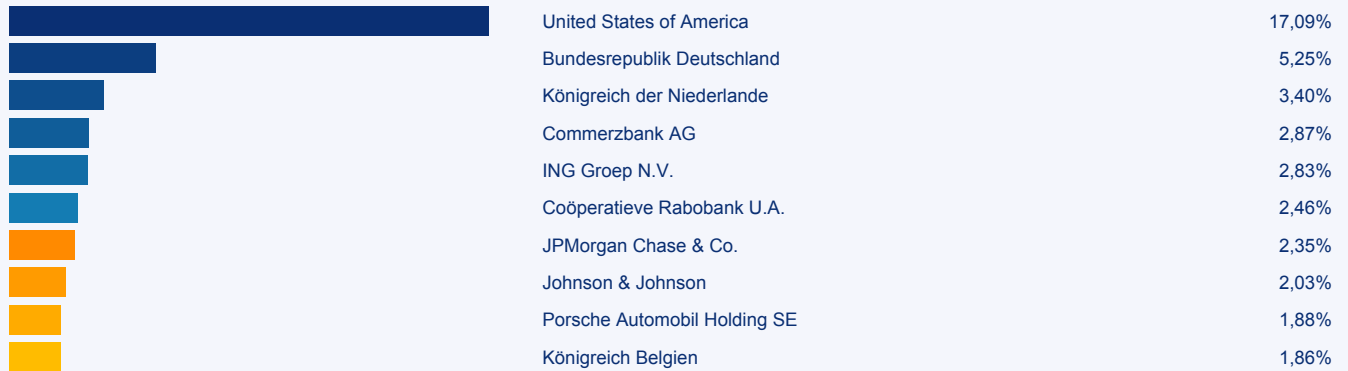 United States of America 17,09%
Bundesrepublik Deutschland 5,25%
Königreich der Niederlande 3,40%
Commerzbank AG 2,87%
ING Groep N.V. 2,83%
Coöperatieve Rabobank U.A. 2,46%
JPMorgan Chase & Co. 2,35%
Johnson & Johnson 2,03%
Porsche Automobil Holding SE 1,88%
Königreich Belgien 1,86%